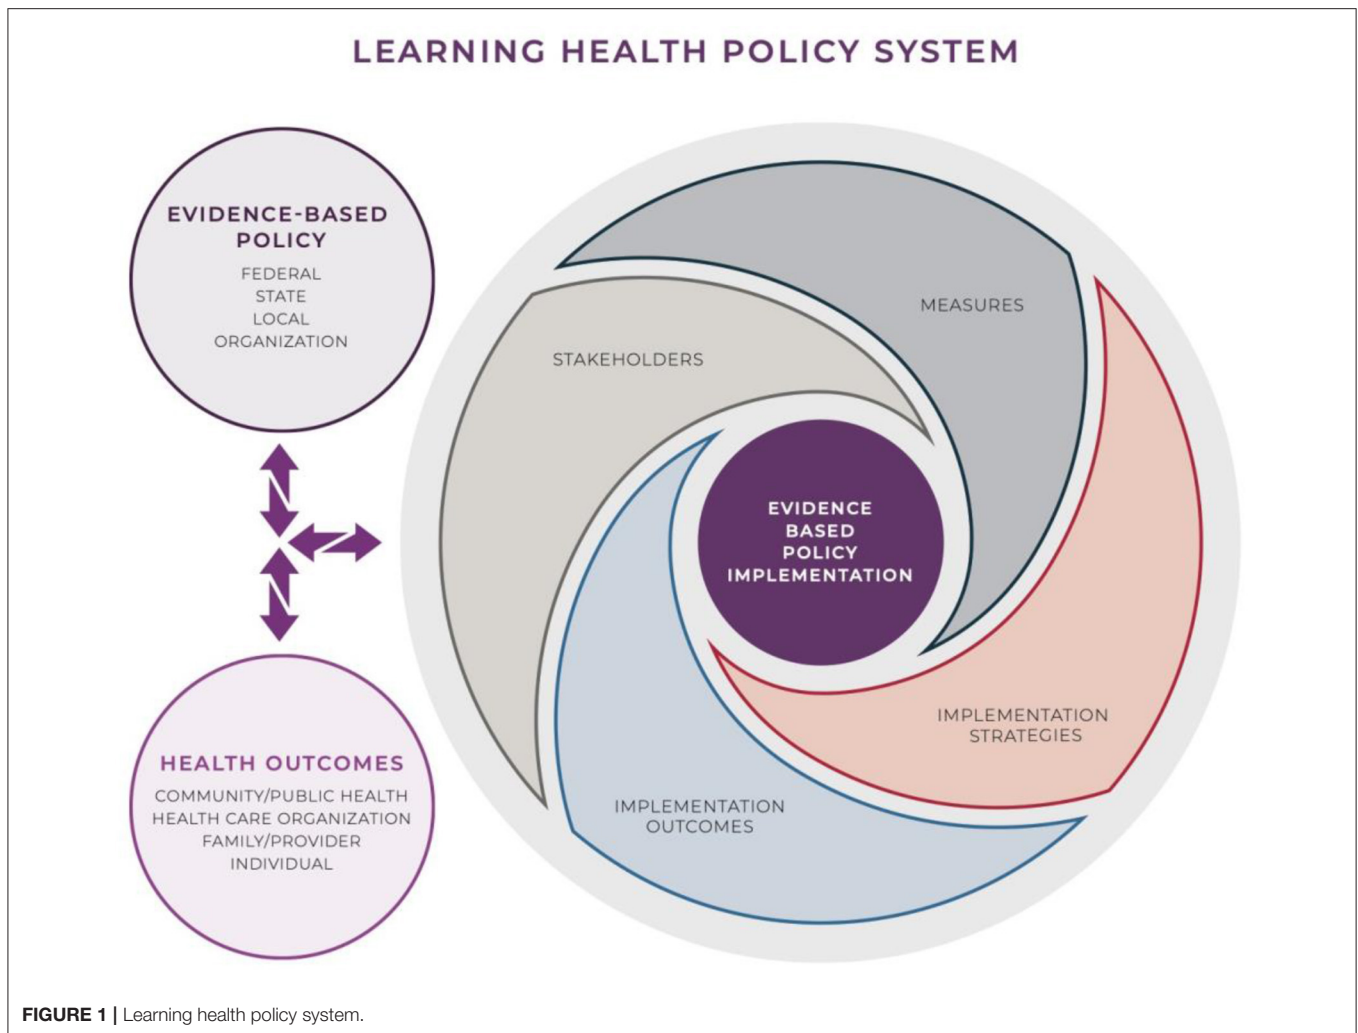 LEARNING HEALTH POLICY SYSTEM
EVIDENCE-BASED
POLICY
FEDERAL
STATE
LOCAL
ORGANIZATION
HEALTH OUTCOMES
COMMUNITY/PUBLIC HEALTH
HEALTH CARE ORGANIZATION
FAMILY/PROVIDER
INDIVIDUAL
MEASURES
STAKEHOLDERS
EVIDENCE
BASED
POLICY
IMPLEMENTATION
IMPLEMENTATION
STRATEGIES
IMPLEMENTATION
OUTCOMES
FIGURE 1 | Learning health policy system.